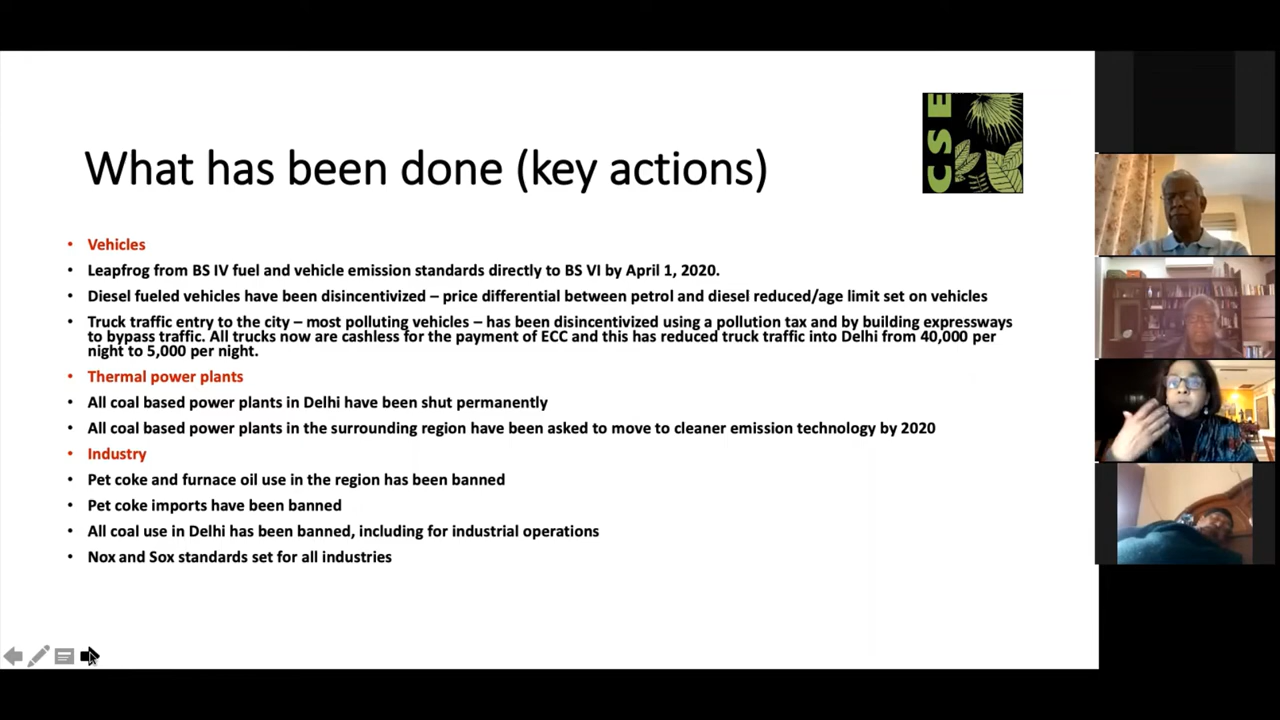 CSE
What has been done (key actions)
• Vehicles
• Leapfrog from BS IV fuel and vehicle emission standards directly to BS VI by April 1, 2020.
• Diesel fueled vehicles have been disincentivized – price differential between petrol and diesel reduced/age limit set on vehicles
• Truck traffic entry to the city – most polluting vehicles – has been disincentivized using a pollution tax and by building expressways
to bypass traffic. All trucks now are cashless for the payment of ECC and this has reduced truck traffic into Delhi from 40,000 per
night to 5,000 per night.
• Thermal power plants
• All coal based power plants in Delhi have been shut permanently
• All coal based power plants in the surrounding region have been asked to move to cleaner emission technology by 2020
• Industry
• Pet coke and furnace oil use in the region has been banned
• Pet coke imports have been banned
• All coal use in Delhi has been banned, including for industrial operations
• Nox and Sox standards set for all industries